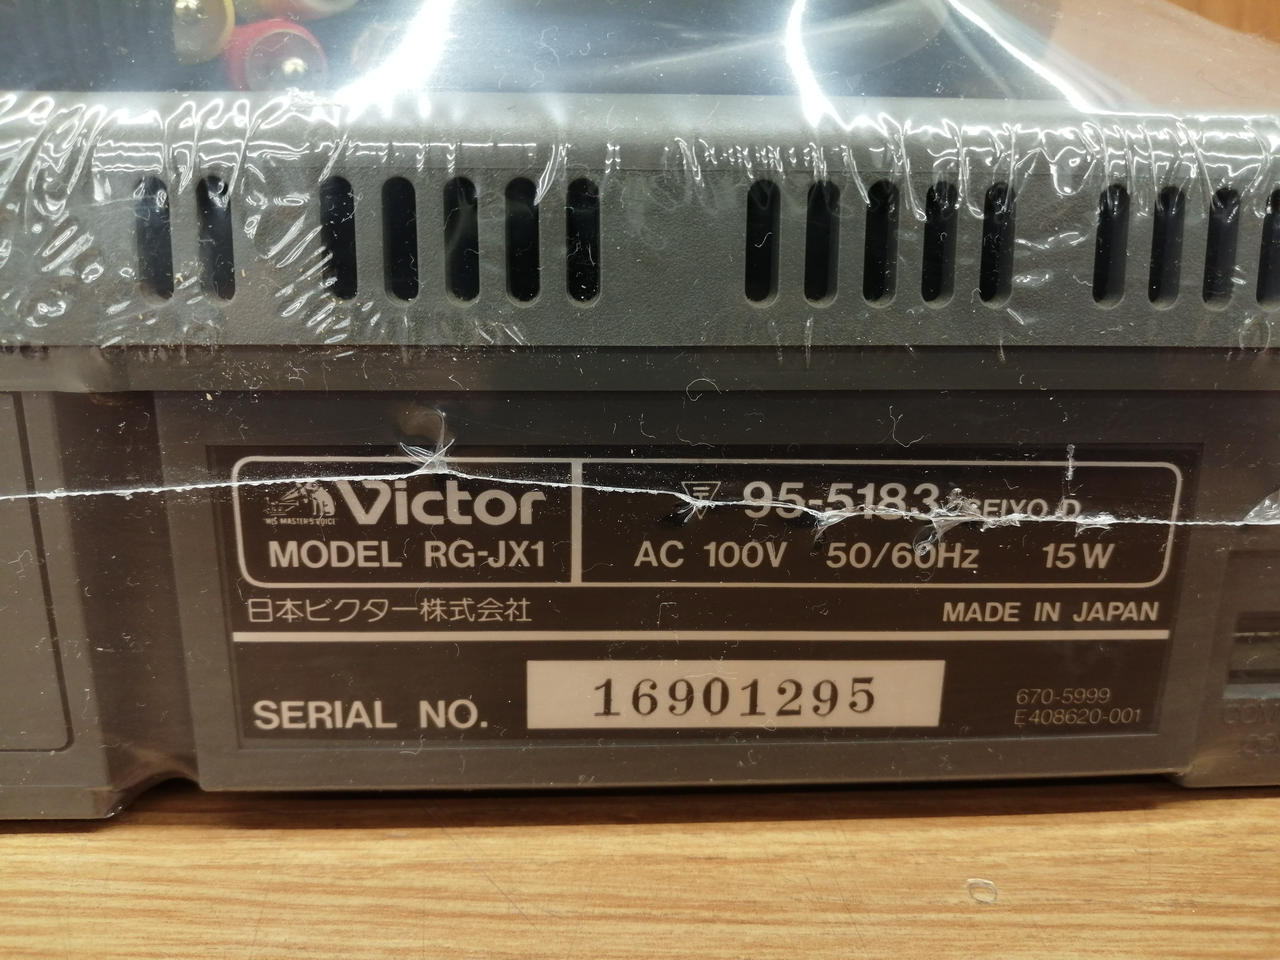 "HIS MASTER'S VOICE"
Victor
MODEL RG-JX1
95-5183 SEIYO.D
AC 100V 50/60Hz 15W
日本ビクター株式会社
MADE IN JAPAN
SERIAL NO. 16901295
670-5999
E408620-001